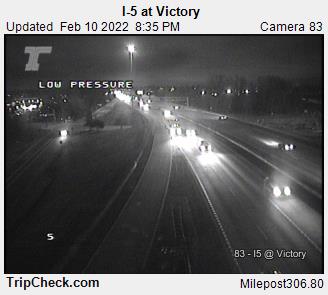 I-5 at Victory
Updated Feb 10 2022 8:35 PM Camera 83
T
LOW PRESSURE
S
83 - I5 @ Victory
TripCheck.com Milepost306.80